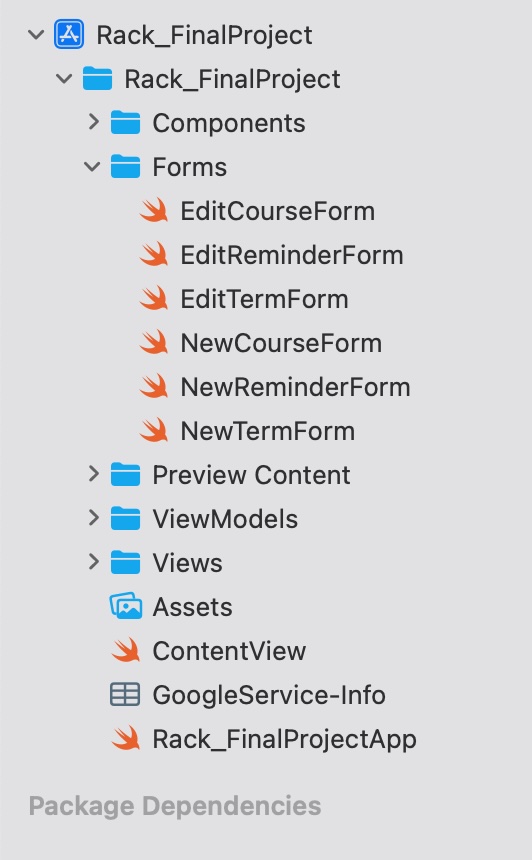 Rack_FinalProject
Rack_FinalProject
Components
Forms
EditCourseForm
EditReminderForm
EditTermForm
NewCourseForm
NewReminderForm
NewTermForm
Preview Content
ViewModels
Views
Assets
ContentView
GoogleService-Info
Rack_FinalProjectApp
Package Dependencies